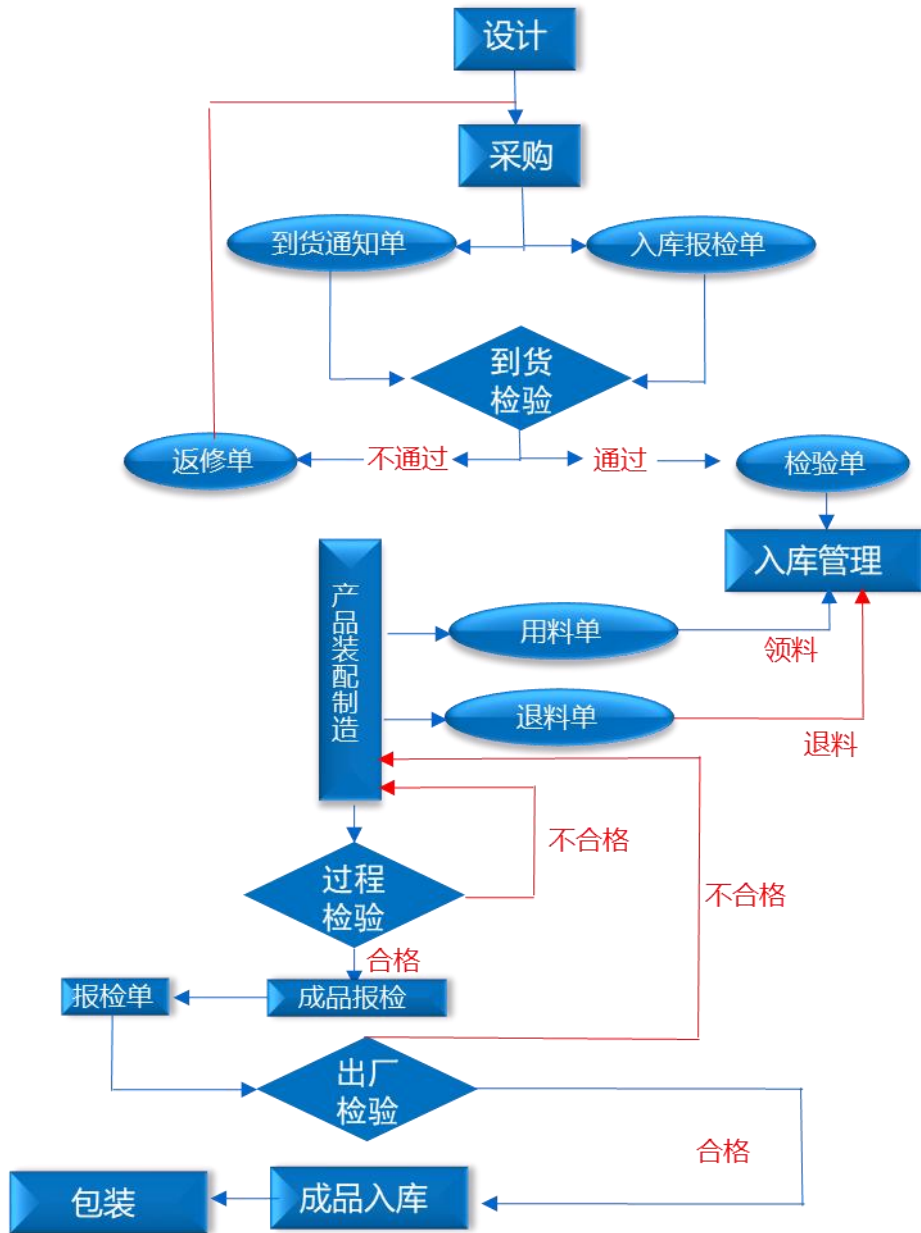 设计
采购
到货通知单
入库报检单
到货
检验
返修单
不通过
通过
检验单
入库管理
产品装配制造
用料单
领料
退料单
退料
不合格
过程
检验
不合格
合格
报检单
成品报检
出厂
检验
合格
包装
成品入库